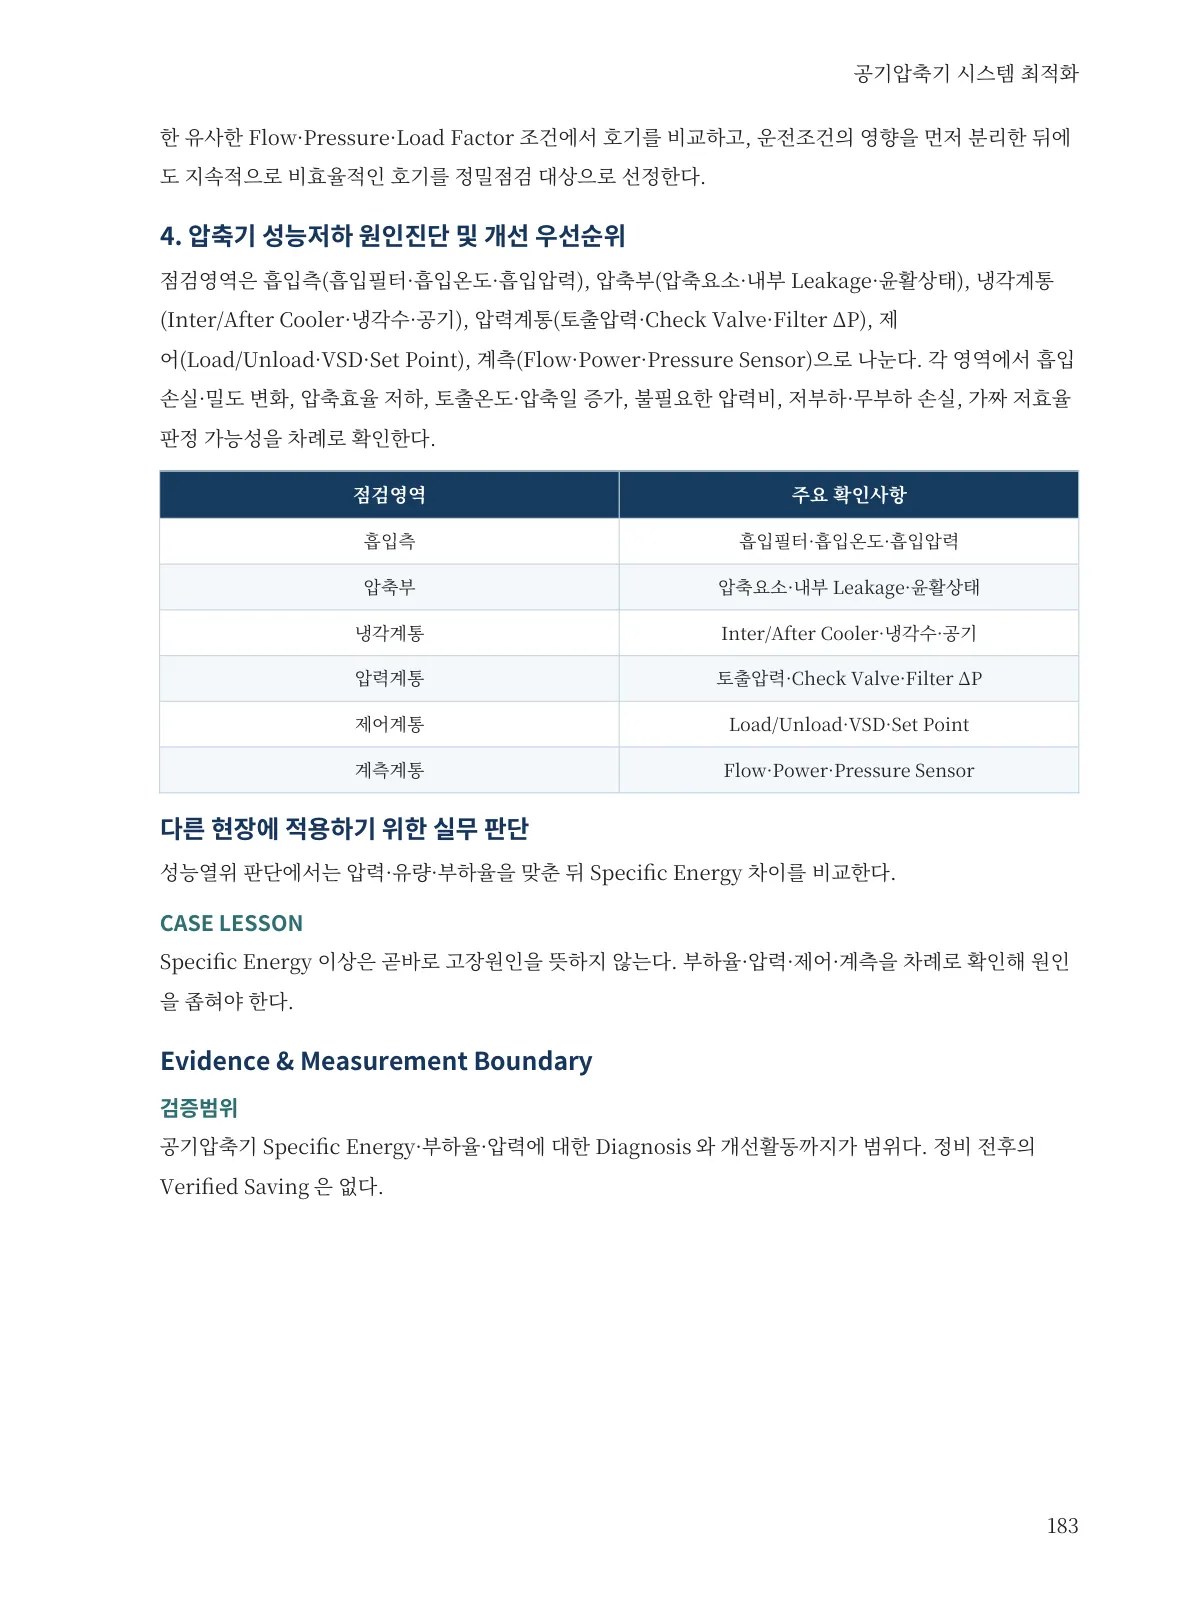 공기압축기 시스템 최적화
한 유사한 Flow·Pressure·Load Factor 조건에서 호기를 비교하고, 운전조건의 영향을 먼저 분리한 뒤에
도 지속적으로 비효율적인 호기를 정밀점검 대상으로 선정한다.
4. 압축기 성능저하 원인진단 및 개선 우선순위
점검영역은 흡입측(흡입필터·흡입온도·흡입압력), 압축부(압축요소·내부 Leakage·윤활상태), 냉각계통
(Inter/After Cooler·냉각수·공기), 압력계통(토출압력·Check Valve·Filter ΔP), 제
어(Load/Unload·VSD·Set Point), 계측(Flow·Power·Pressure Sensor)으로 나눈다. 각 영역에서 흡입
손실·밀도 변화, 압축효율 저하, 토출온도·압축일 증가, 불필요한 압력비, 저부하·무부하 손실, 가짜 저효율
판정 가능성을 차례로 확인한다.
점검영역 주요 확인사항
흡입측 흡입필터·흡입온도·흡입압력
압축부 압축요소·내부 Leakage·윤활상태
냉각계통 Inter/After Cooler·냉각수·공기
압력계통 토출압력·Check Valve·Filter ΔP
제어계통 Load/Unload·VSD·Set Point
계측계통 Flow·Power·Pressure Sensor
다른 현장에 적용하기 위한 실무 판단
성능열위 판단에서는 압력·유량·부하율을 맞춘 뒤 Specific Energy 차이를 비교한다.
CASE LESSON
Specific Energy 이상은 곧바로 고장원인을 뜻하지 않는다. 부하율·압력·제어·계측을 차례로 확인해 원인
을 좁혀야 한다.
Evidence & Measurement Boundary
검증범위
공기압축기 Specific Energy·부하율·압력에 대한 Diagnosis 와 개선활동까지가 범위다. 정비 전후의
Verified Saving 은 없다.
183